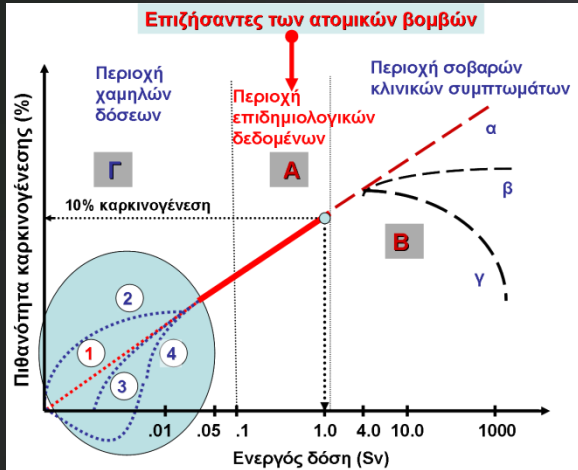 Επιζήσαντες των ατομικών βομβών
Περιοχή
χαμηλών
δόσεων
Περιοχή
επιδημιολογικών
δεδομένων
Περιοχή σοβαρών
κλινικών συμπτωμάτων
α
Γ
Α
β
10% καρκινογένεση
Β
γ
Πιθανότητα καρκινογένεσης (%)
2
1
4
3
.01
.05
.1
1.0
4.0
10.0
1000
Ενεργός δόση (Sv)